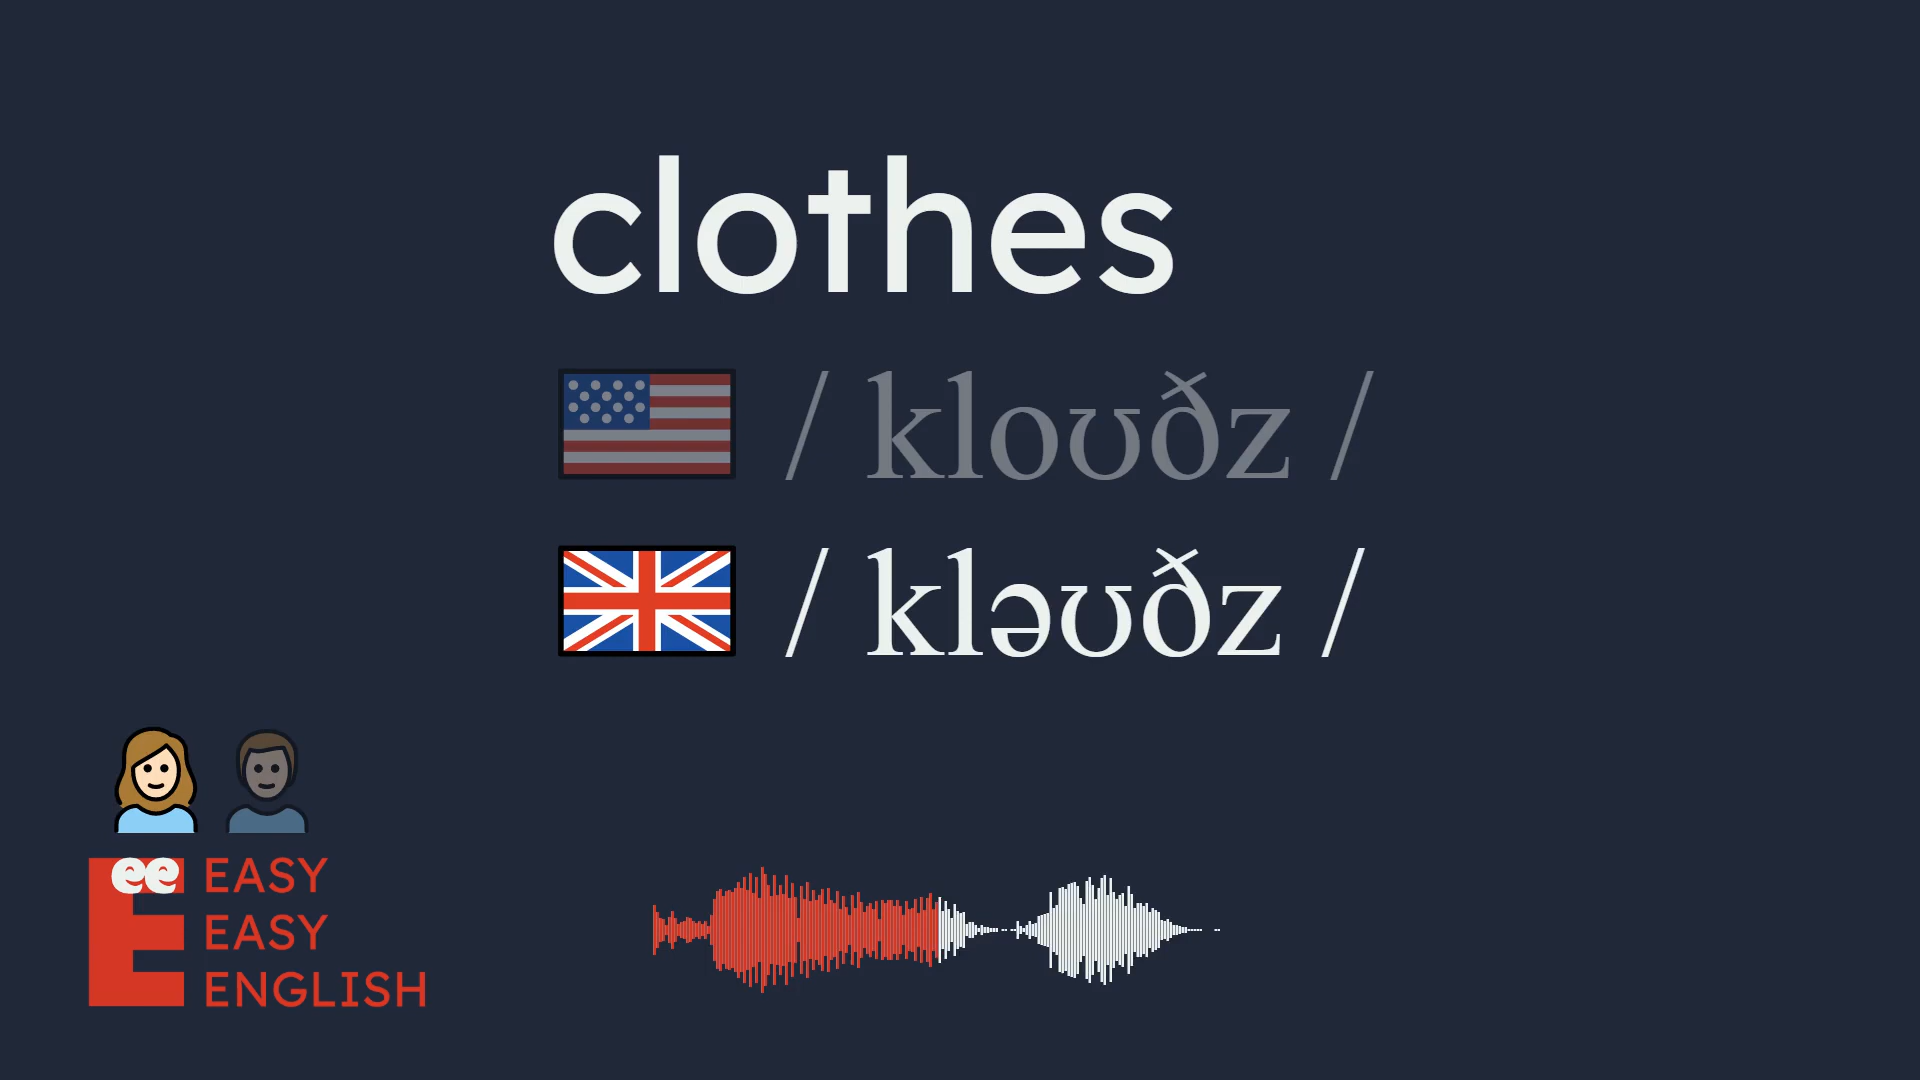 clothes
/ kloʊðz /
/ kləʊðz /
ee
EASY
EASY
ENGLISH